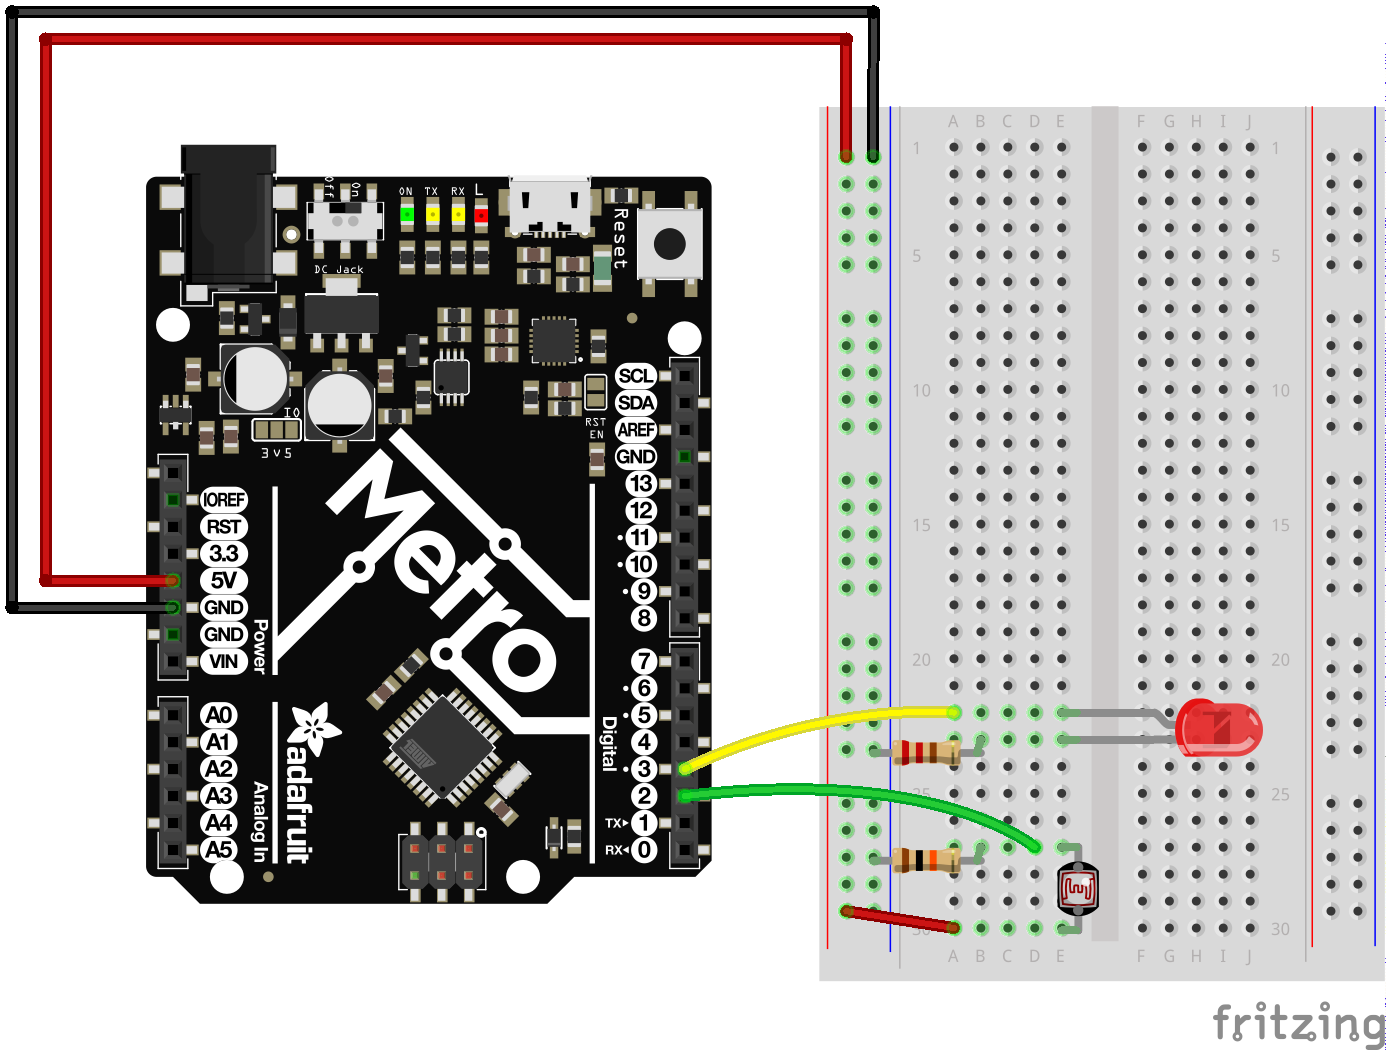 Off
On
ON TX RX L
Reset
DC Jack
IO
3V5
RST
EN
SCL
SDA
AREF
GND
13
12
11
10
9
8
7
6
5
4
3
2
TX 1
RX 0
IOREF
RST
3.3
5V
GND
GND
VIN
Power
A0
A1
A2
A3
A4
A5
Analog In
Digital
Metro
adafruit
A B C D E F G H I J
1 1
5 5
10 10
15 15
20 20
25 25
30 30
A B C D E F G H I J
fritzing